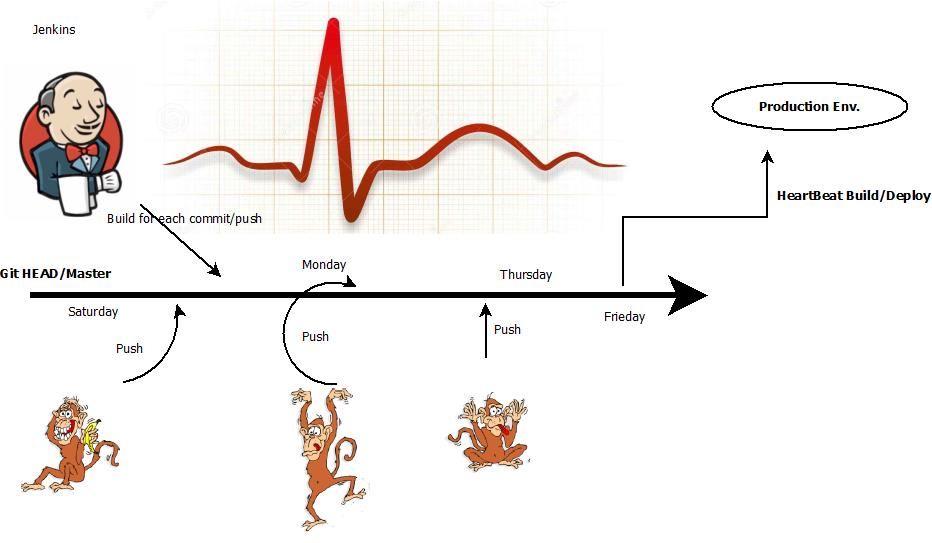 Jenkins
Production Env.
HeartBeat Build/Deploy
Build for each commit/push
Git HEAD/Master
Monday
Thursday
Saturday
Frieday
Push
Push
Push